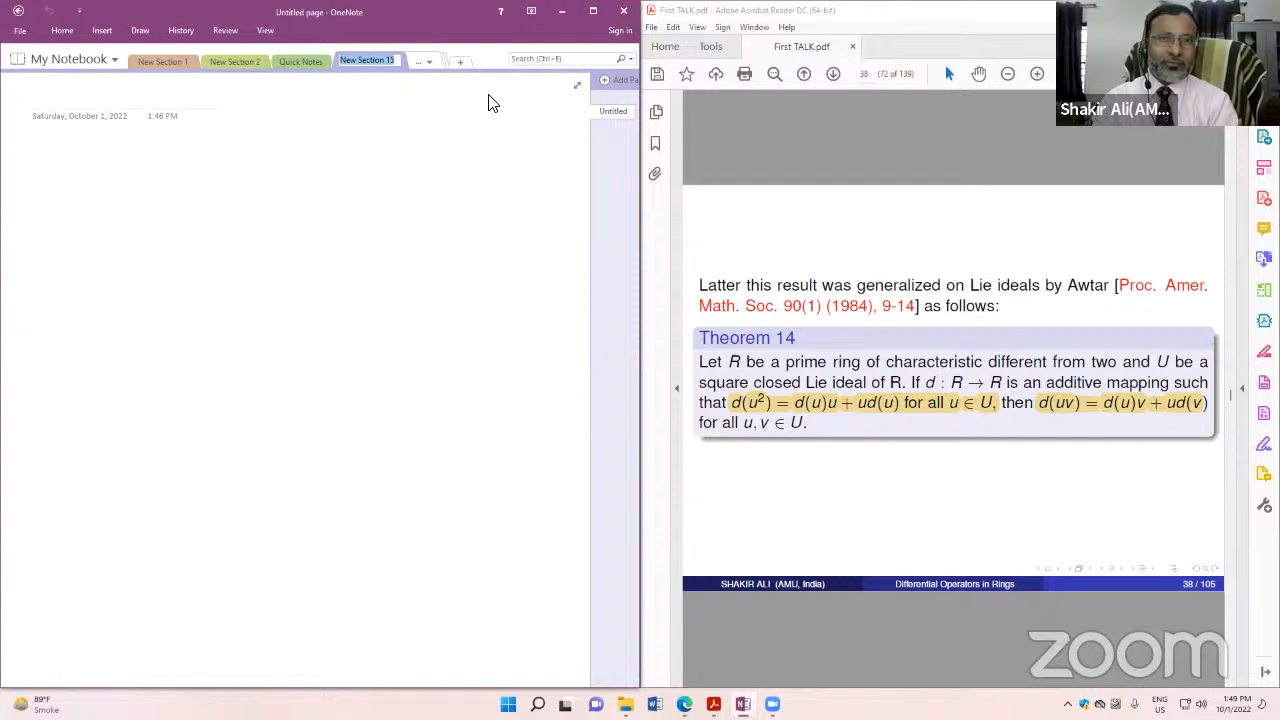 Untitled page - OneNote
File Home Insert Draw History Review View Sign in
My Notebook New Section 1 New Section 2 Quick Notes New Section 15 ... + Search (Ctrl+E)
Add Pa
Untitled
Saturday, October 1, 2022 1:46 PM
First TALK.pdf - Adobe Acrobat Reader DC (64-bit)
File Edit View Sign Window Help
Home Tools First TALK.pdf ×
38 (72 of 139)
Shakir Ali(AM...
Latter this result was generalized on Lie ideals by Awtar [Proc. Amer.
Math. Soc. 90(1) (1984), 9-14] as follows:
Theorem 14
Let R be a prime ring of characteristic different from two and U be a
square closed Lie ideal of R. If d : R → R is an additive mapping such
that d(u²) = d(u)u + ud(u) for all u ∈ U, then d(uv) = d(u)v + ud(v)
for all u, v ∈ U.
SHAKIR ALI (AMU, India) Differential Operators in Rings 38 / 105
zoom
89°F
Smoke
ENG
US
1:49 PM
10/1/2022